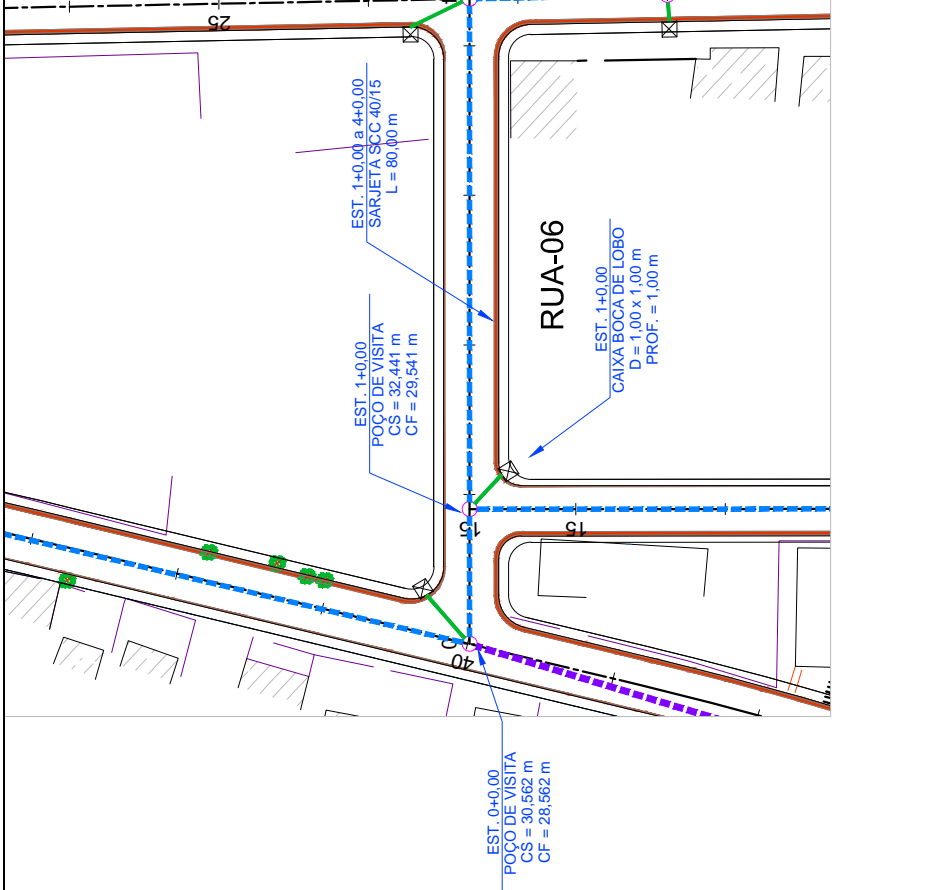 25
EST. 1+0,00 a 4+0,00
SARJETA SCC 40/15
L = 80,00 m
RUA-06
EST. 1+0,00
CAIXA BOCA DE LOBO
D = 1,00 x 1,00 m
PROF. = 1,00 m
EST. 1+0,00
POÇO DE VISITA
CS = 32,441 m
CF = 29,541 m
15
15
0
40
EST. 0+0,00
POÇO DE VISITA
CS = 30,562 m
CF = 28,562 m